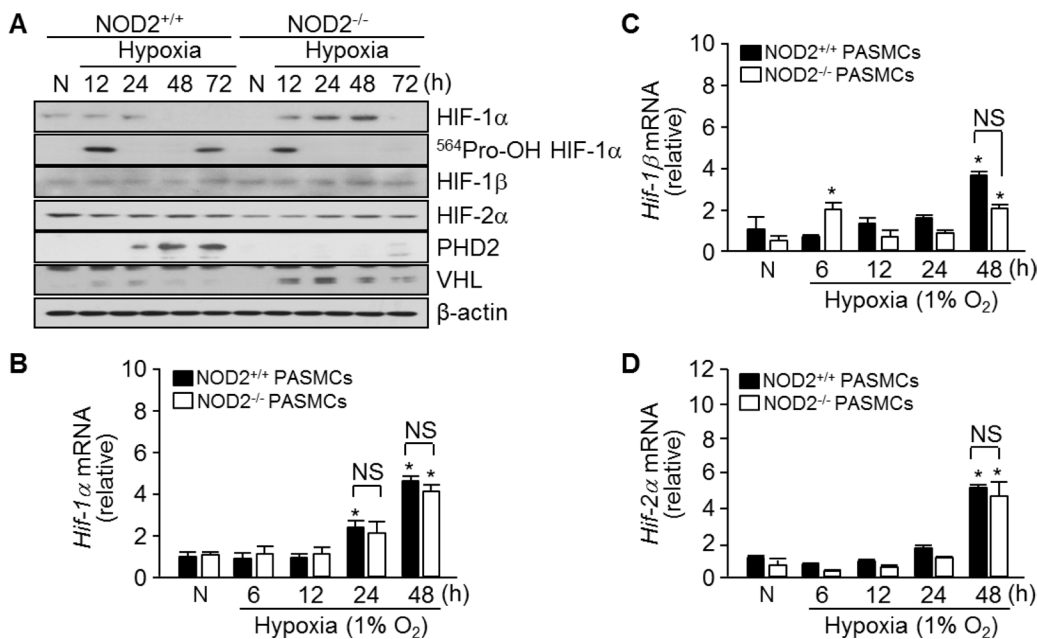 A
NOD2+/+ NOD2-/-
Hypoxia Hypoxia
N 12 24 48 72 N 12 24 48 72 (h)
HIF-1α
564Pro-OH HIF-1α
HIF-1β
HIF-2α
PHD2
VHL
β-actin
B
Hif-1α mRNA
(relative)
10
8
6
4
2
0
NOD2+/+ PASMCs
NOD2-/- PASMCs
* NS
* NS *
N 6 12 24 48 (h)
Hypoxia (1% O2)
C
Hif-1β mRNA
(relative)
10
8
6
4
2
0
NOD2+/+ PASMCs
NOD2-/- PASMCs
NS
* * *
N 6 12 24 48 (h)
Hypoxia (1% O2)
D
Hif-2α mRNA
(relative)
12
10
8
6
4
2
0
NOD2+/+ PASMCs
NOD2-/- PASMCs
NS
* *
N 6 12 24 48 (h)
Hypoxia (1% O2)